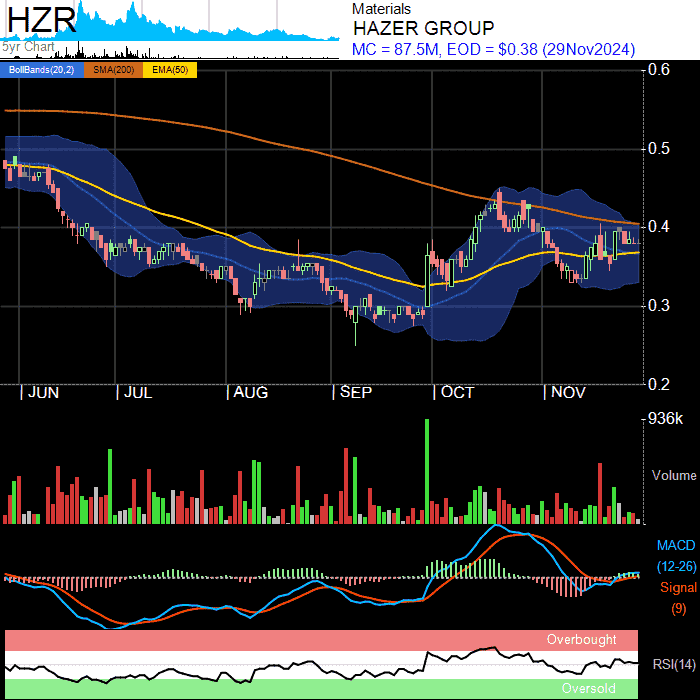 HZR
5yr Chart
Materials
HAZER GROUP
MC = 87.5M, EOD = $0.38 (29Nov2024)
BollBands(20,2) SMA(200) EMA(50)
0.6
0.5
0.4
0.3
0.2
JUN JUL AUG SEP OCT NOV
936k
Volume
MACD
(12-26)
Signal
(9)
Overbought
RSI(14)
Oversold